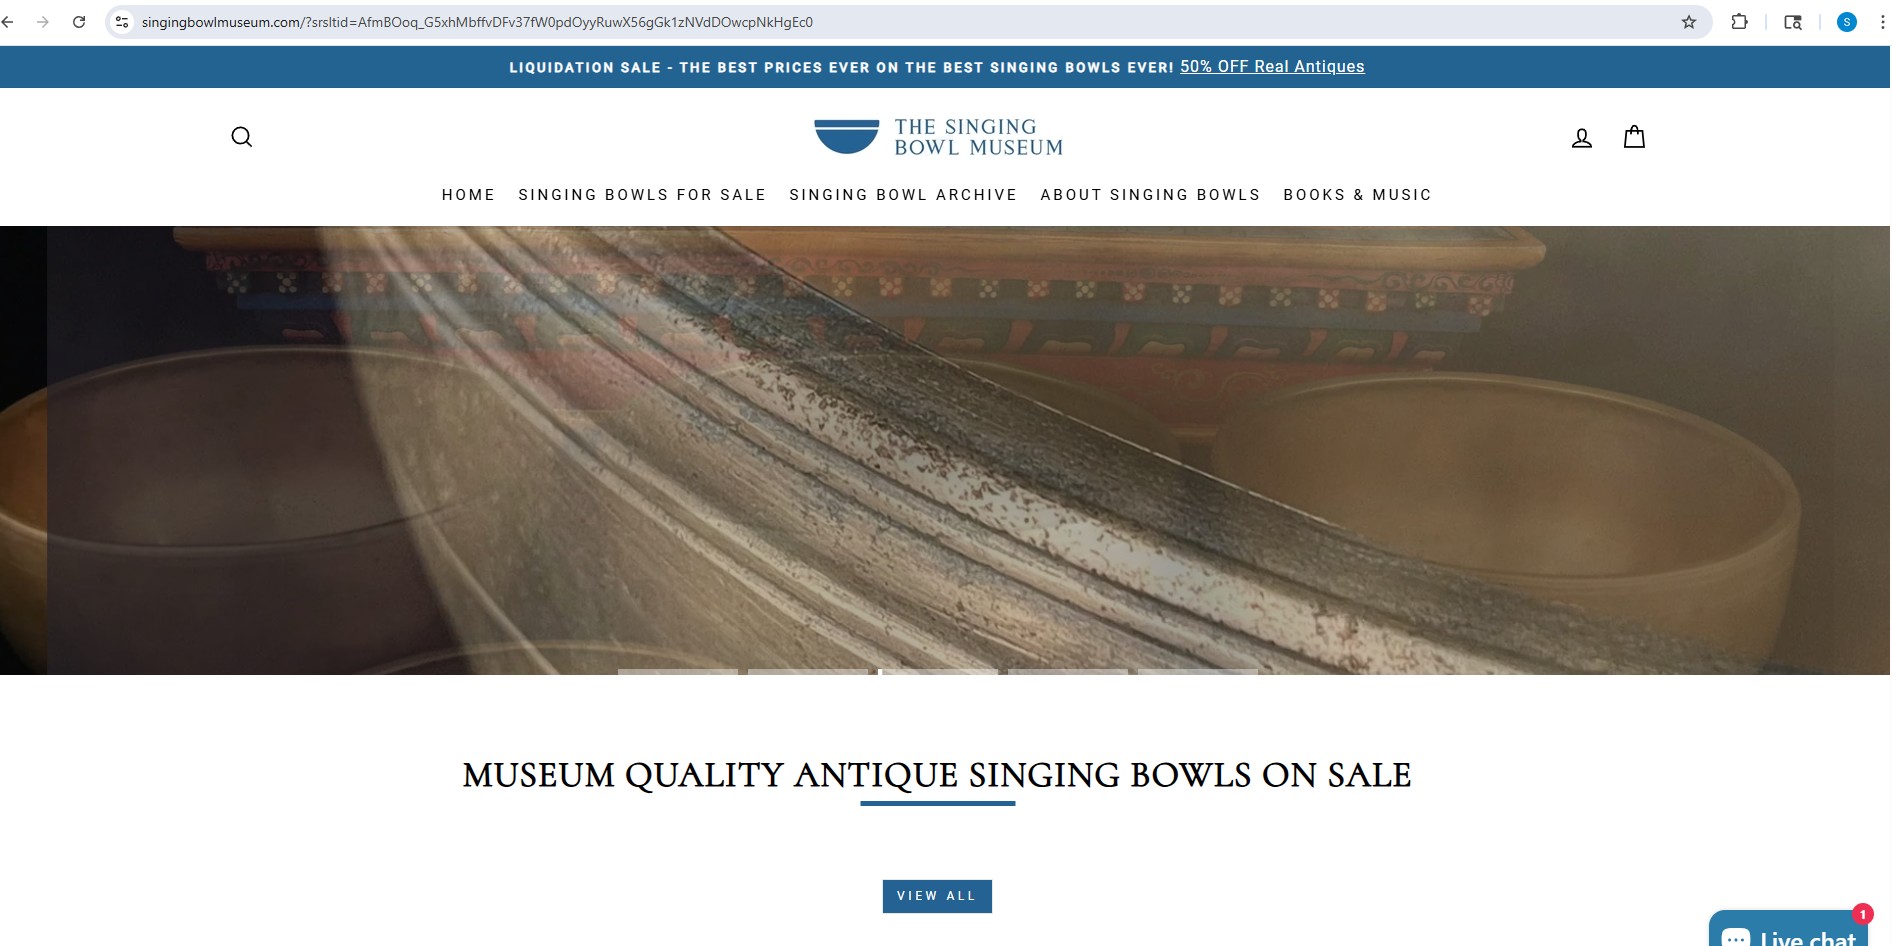 singingbowlmuseum.com/?srsltid=AfmBOoq_G5xhMbffvDFv37fW0pdOyyRuwX56gGk1zNVdDOwcpNkHgEc0
S
LIQUIDATION SALE - THE BEST PRICES EVER ON THE BEST SINGING BOWLS EVER! 50% OFF Real Antiques
THE SINGING
BOWL MUSEUM
HOME SINGING BOWLS FOR SALE SINGING BOWL ARCHIVE ABOUT SINGING BOWLS BOOKS & MUSIC
MUSEUM QUALITY ANTIQUE SINGING BOWLS ON SALE
VIEW ALL
1
Live chat